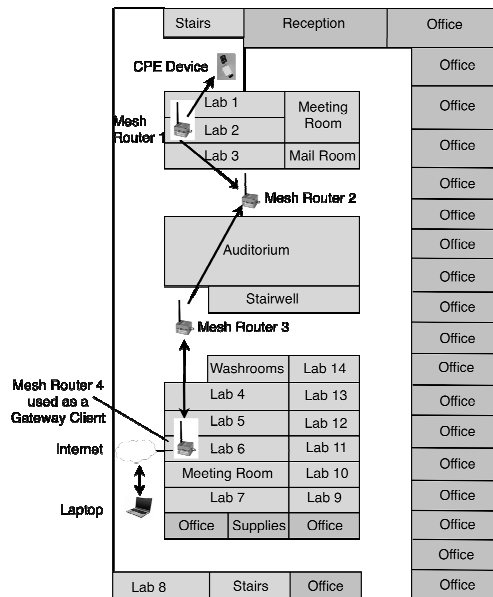 Stairs
Reception
Office
CPE Device
Office
Lab 1
Meeting
Room
Office
Mesh
Router 1
Lab 2
Office
Lab 3
Mail Room
Office
Mesh Router 2
Office
Office
Auditorium
Office
Stairwell
Office
Mesh Router 3
Office
Office
Washrooms
Lab 14
Office
Mesh Router 4
used as a
Gateway Client
Lab 4
Lab 13
Office
Lab 5
Lab 12
Office
Internet
Lab 6
Lab 11
Office
Meeting Room
Lab 10
Office
Laptop
Lab 7
Lab 9
Office
Office
Supplies
Office
Office
Office
Lab 8
Stairs
Office
Office